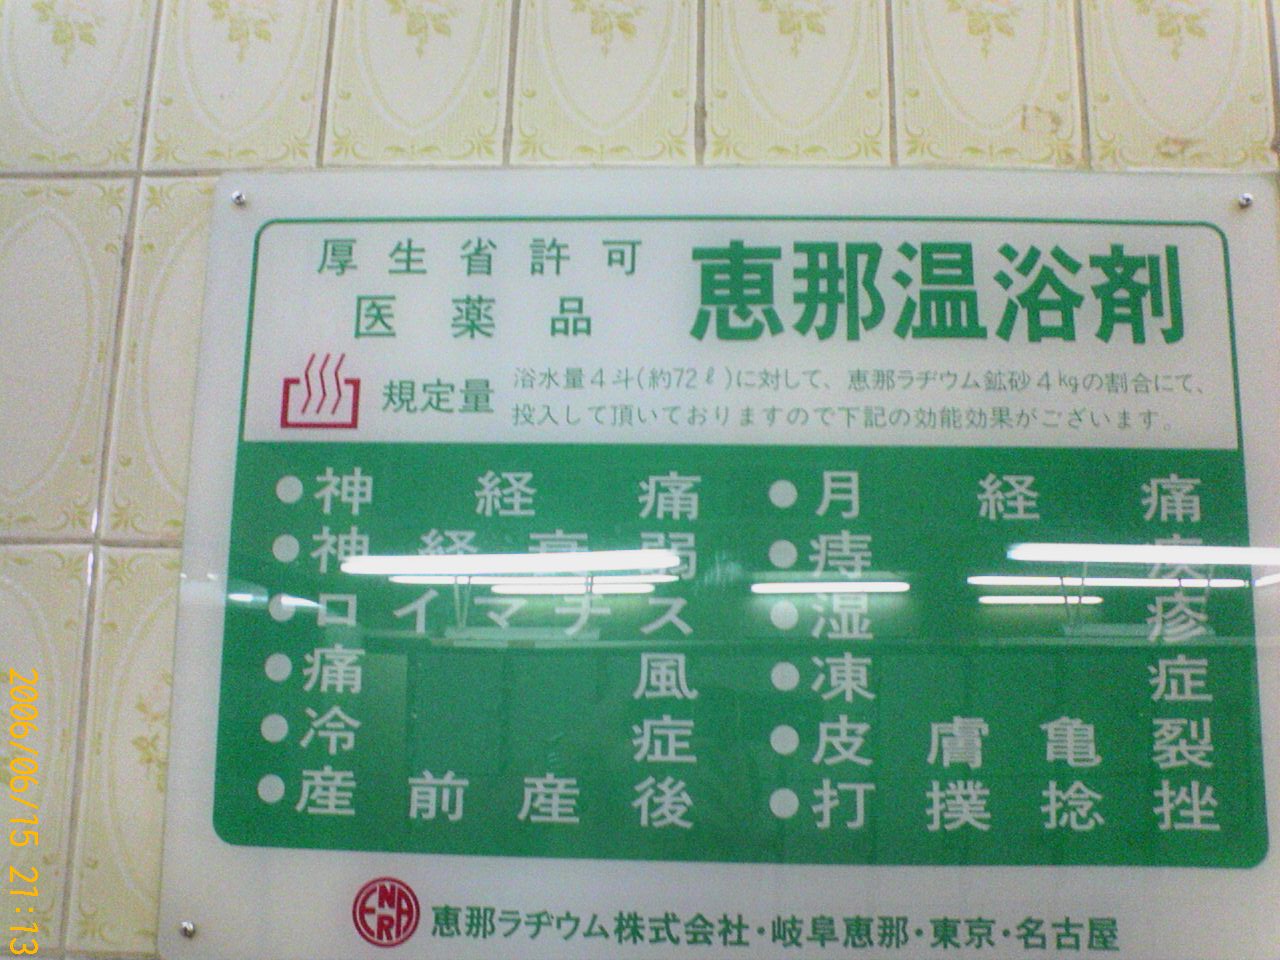 厚生省許可
医薬品
恵那温浴剤
規定量
浴水量4斗(約72ℓ)に対して、恵那ラヂウム鉱砂4kgの割合にて、
投入して頂いておりますので下記の効能効果がございます。
●神経痛
●神経衰弱
●ロイマチス
●痛風
●冷症
●産前産後
●月経痛
●痔疾
●湿疹
●凍症
●皮膚亀裂
●打撲捻挫
ENARA
恵那ラヂウム株式会社・岐阜恵那・東京・名古屋
2006/06/15 21:13